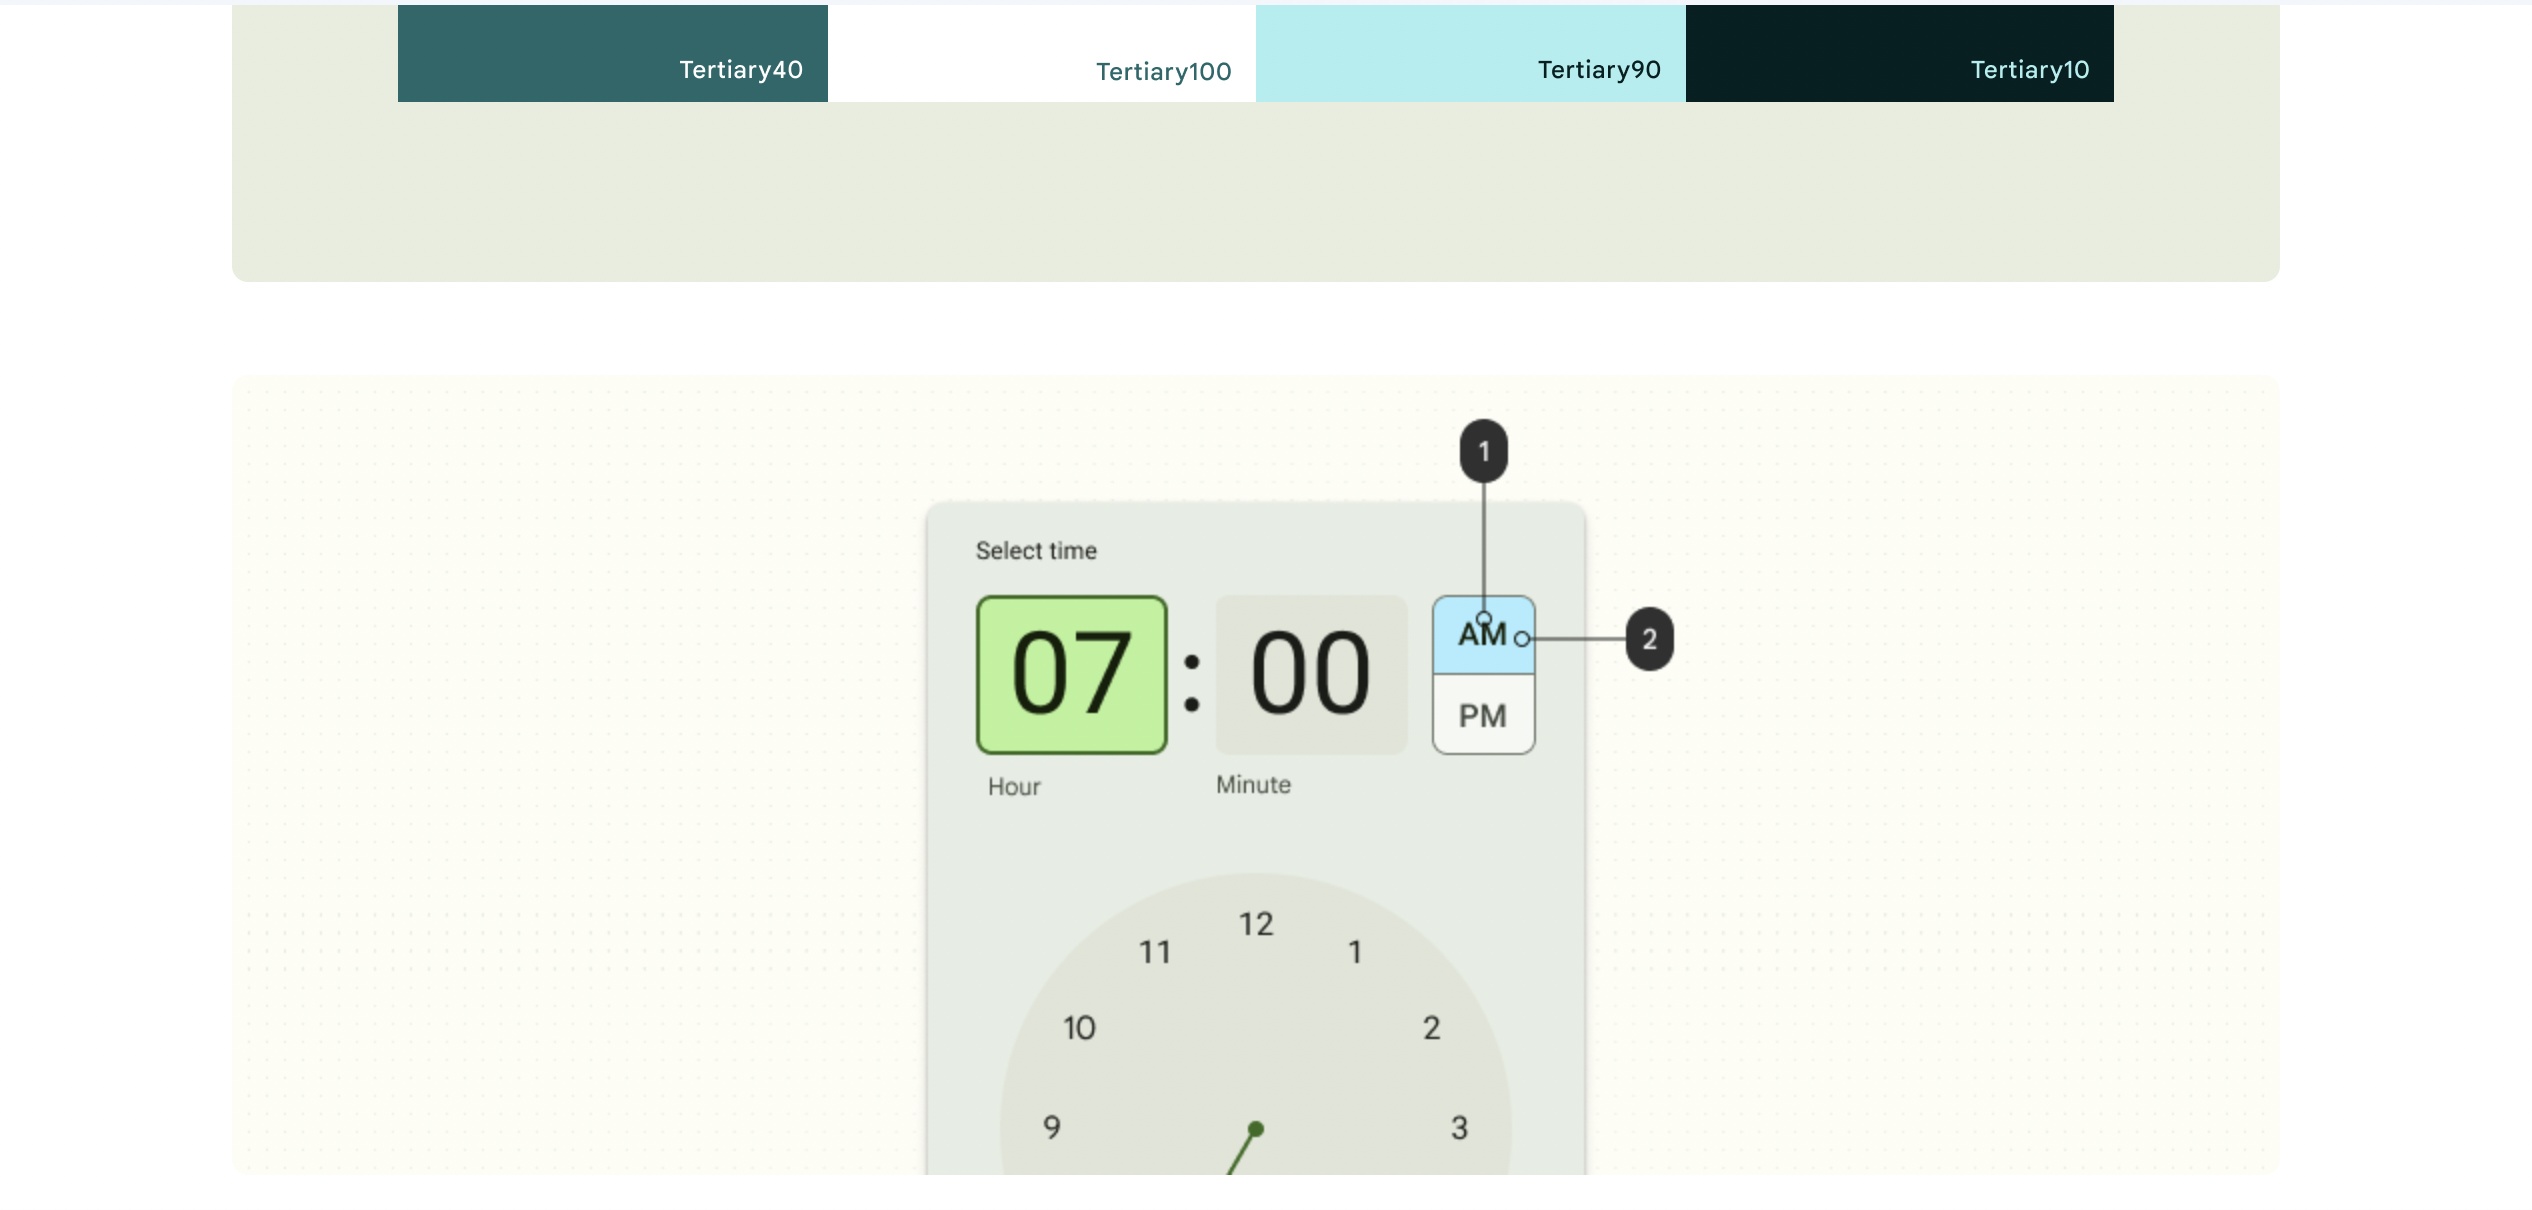 Tertiary40 Tertiary100 Tertiary90 Tertiary10
1
Select time
07 : 00 AM 2
PM
Hour Minute
12
11 1
10 2
9 3